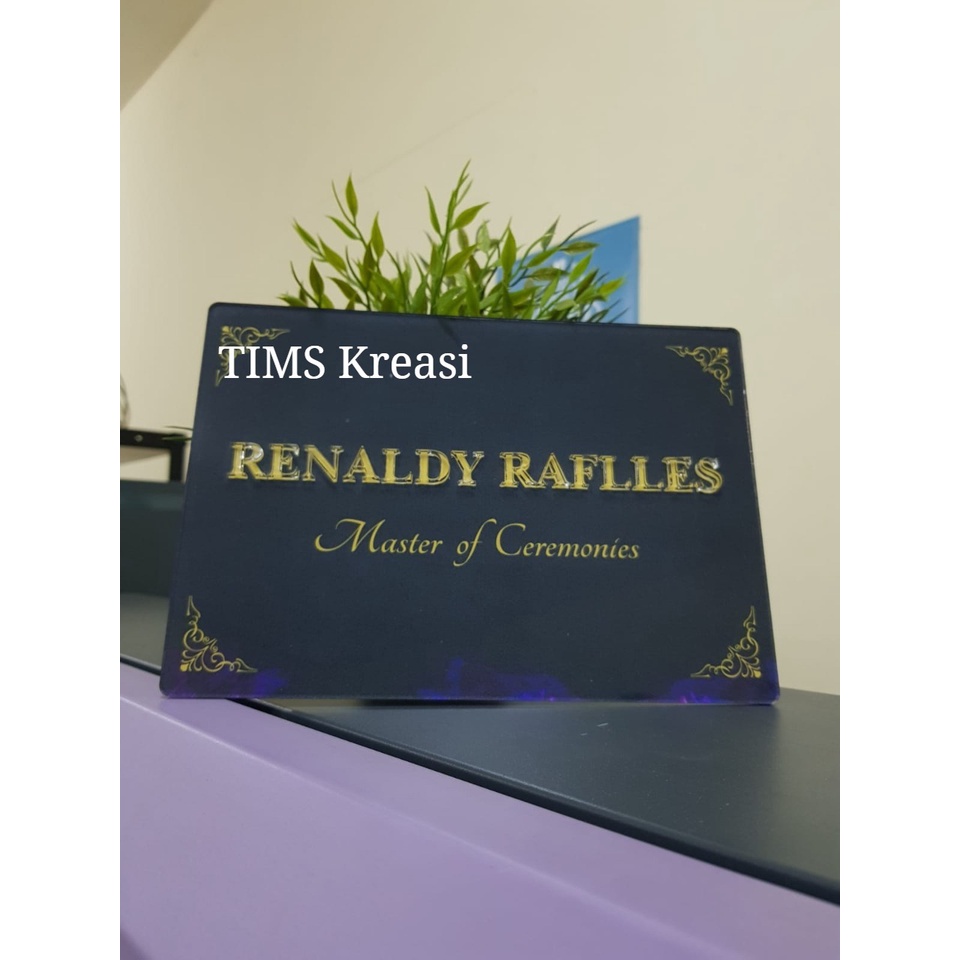 TIMS Kreasi
RENALDY RAFLLES
Master of Ceremonies